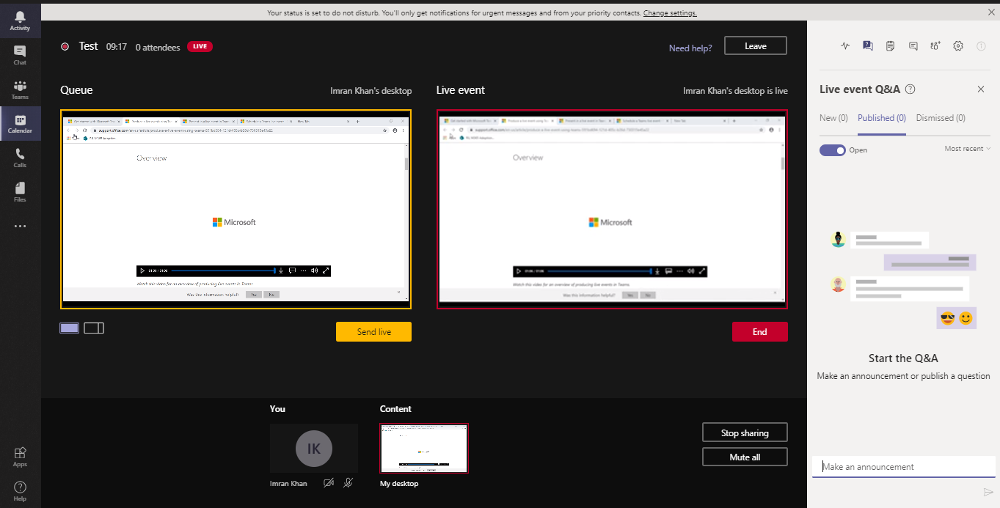 Your status is set to do not disturb. You'll only get notifications for urgent messages and from your priority contacts. Change settings.
Activity
Chat
Teams
Calendar
Calls
Files
Apps
Help
Test 09:17 0 attendees LIVE
Need help? Leave
Queue Imran Khan's desktop
Overview
Microsoft
Watch this video for an overview of producing live events in Teams.
Was this information helpful? Yes No
Send live
Live event Imran Khan's desktop is live
Overview
Microsoft
Watch this video for an overview of producing live events in Teams.
Was this information helpful? Yes No
End
You
IK
Imran Khan
Content
My desktop
Stop sharing
Mute all
Live event Q&A
New (0) Published (0) Dismissed (0)
Open Most recent
Start the Q&A
Make an announcement or publish a question
Make an announcement